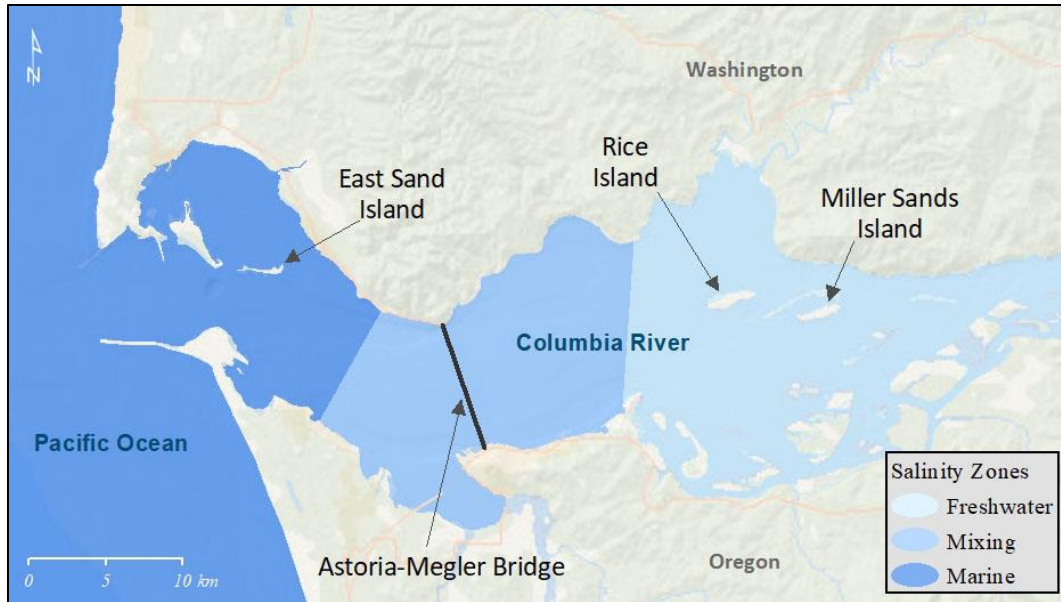 N
Washington
Rice
Island
East Sand
Island
Miller Sands
Island
Columbia River
Pacific Ocean
Astoria-Megler Bridge
Oregon
0 5 10 km
Salinity Zones
Freshwater
Mixing
Marine